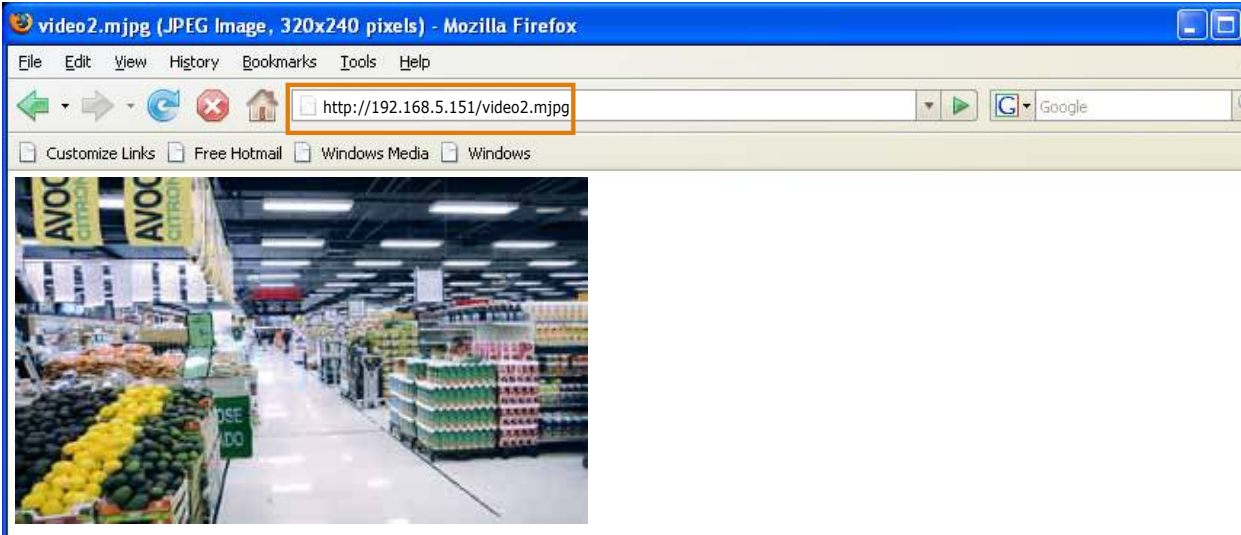 video2.mjpg (JPEG Image, 320x240 pixels) - Mozilla Firefox
File Edit View History Bookmarks Tools Help
http://192.168.5.151/video2.mjpg
G Google
Customize Links Free Hotmail Windows Media Windows
AVOC
CITRON
AVOC
CITRON
OSE
DO